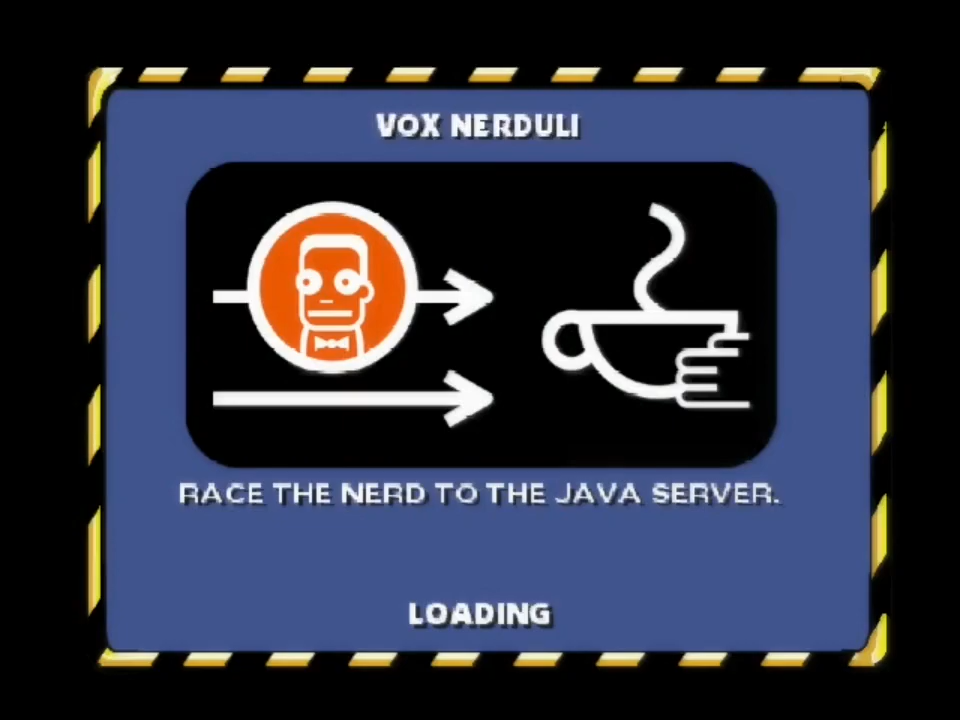 VOX NERDULI
RACE THE NERD TO THE JAVA SERVER.
LOADING